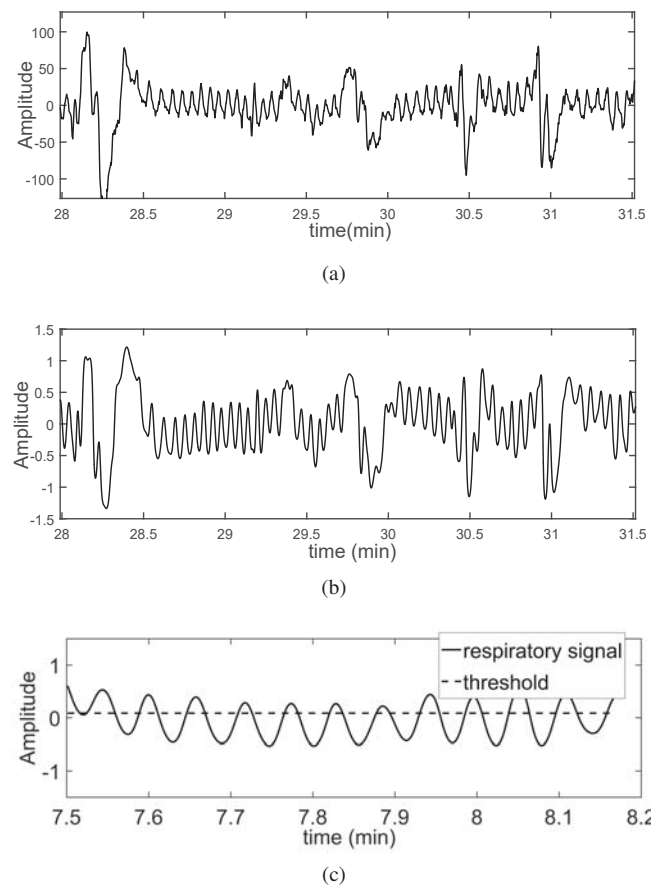 100
50
0
-50
-100
Amplitude
28 28.5 29 29.5 30 30.5 31 31.5
time(min)
(a)
1.5
1
0.5
0
-0.5
-1
-1.5
Amplitude
28 28.5 29 29.5 30 30.5 31 31.5
time (min)
(b)
respiratory signal
threshold
1
0
-1
Amplitude
7.5 7.6 7.7 7.8 7.9 8 8.1 8.2
time (min)
(c)